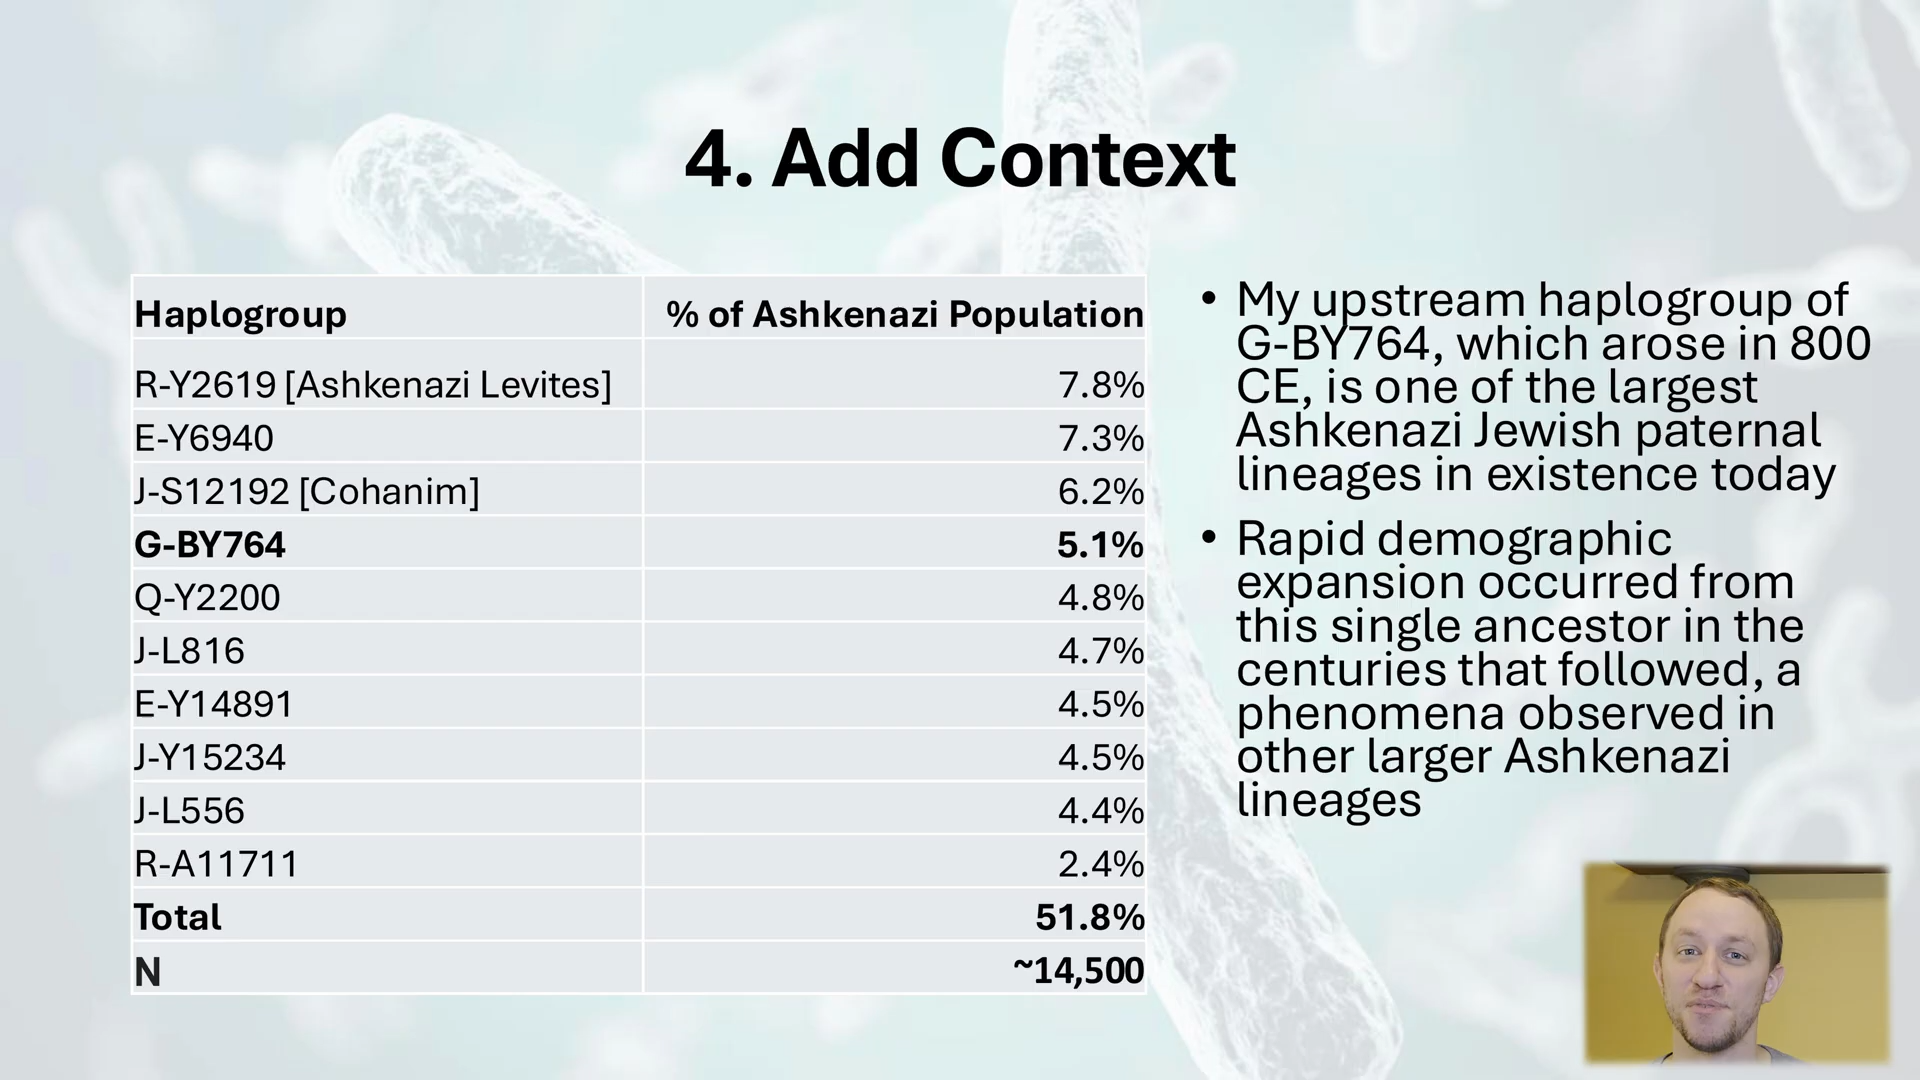 4. Add Context
Haplogroup % of Ashkenazi Population
R-Y2619 [Ashkenazi Levites] 7.8%
E-Y6940 7.3%
J-S12192 [Cohanim] 6.2%
G-BY764 5.1%
Q-Y2200 4.8%
J-L816 4.7%
E-Y14891 4.5%
J-Y15234 4.5%
J-L556 4.4%
R-A11711 2.4%
Total 51.8%
N ~14,500
• My upstream haplogroup of
G-BY764, which arose in 800
CE, is one of the largest
Ashkenazi Jewish paternal
lineages in existence today
• Rapid demographic
expansion occurred from
this single ancestor in the
centuries that followed, a
phenomena observed in
other larger Ashkenazi
lineages